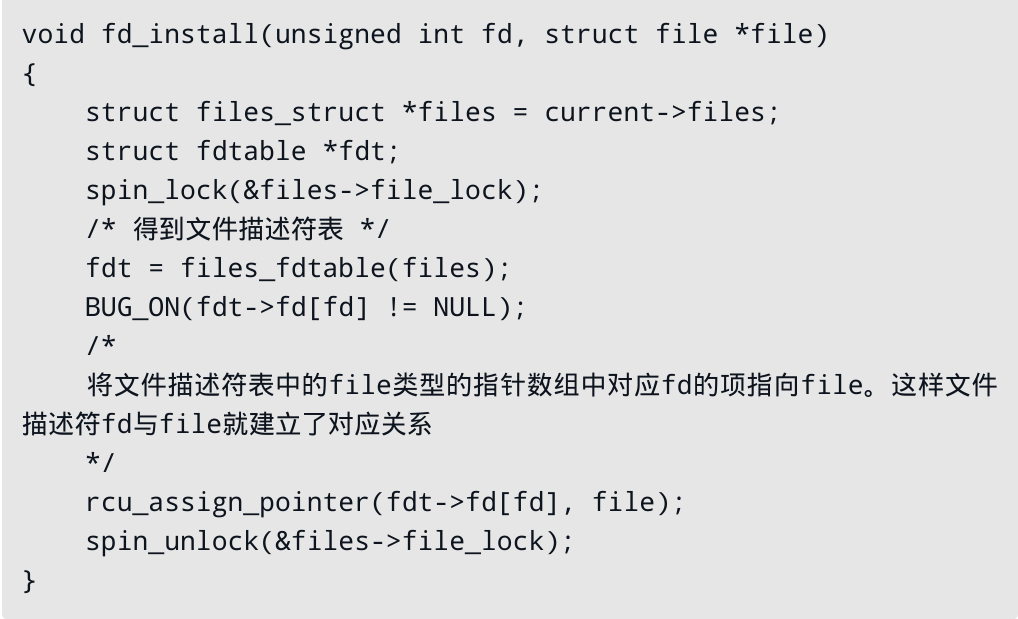 void fd_install(unsigned int fd, struct file *file)
{
    struct files_struct *files = current->files;
    struct fdtable *fdt;
    spin_lock(&files->file_lock);
    /* 得到文件描述符表 */
    fdt = files_fdtable(files);
    BUG_ON(fdt->fd[fd] != NULL);
    /*
    将文件描述符表中的file类型的指针数组中对应fd的项指向file。这样文件
描述符fd与file就建立了对应关系
    */
    rcu_assign_pointer(fdt->fd[fd], file);
    spin_unlock(&files->file_lock);
}